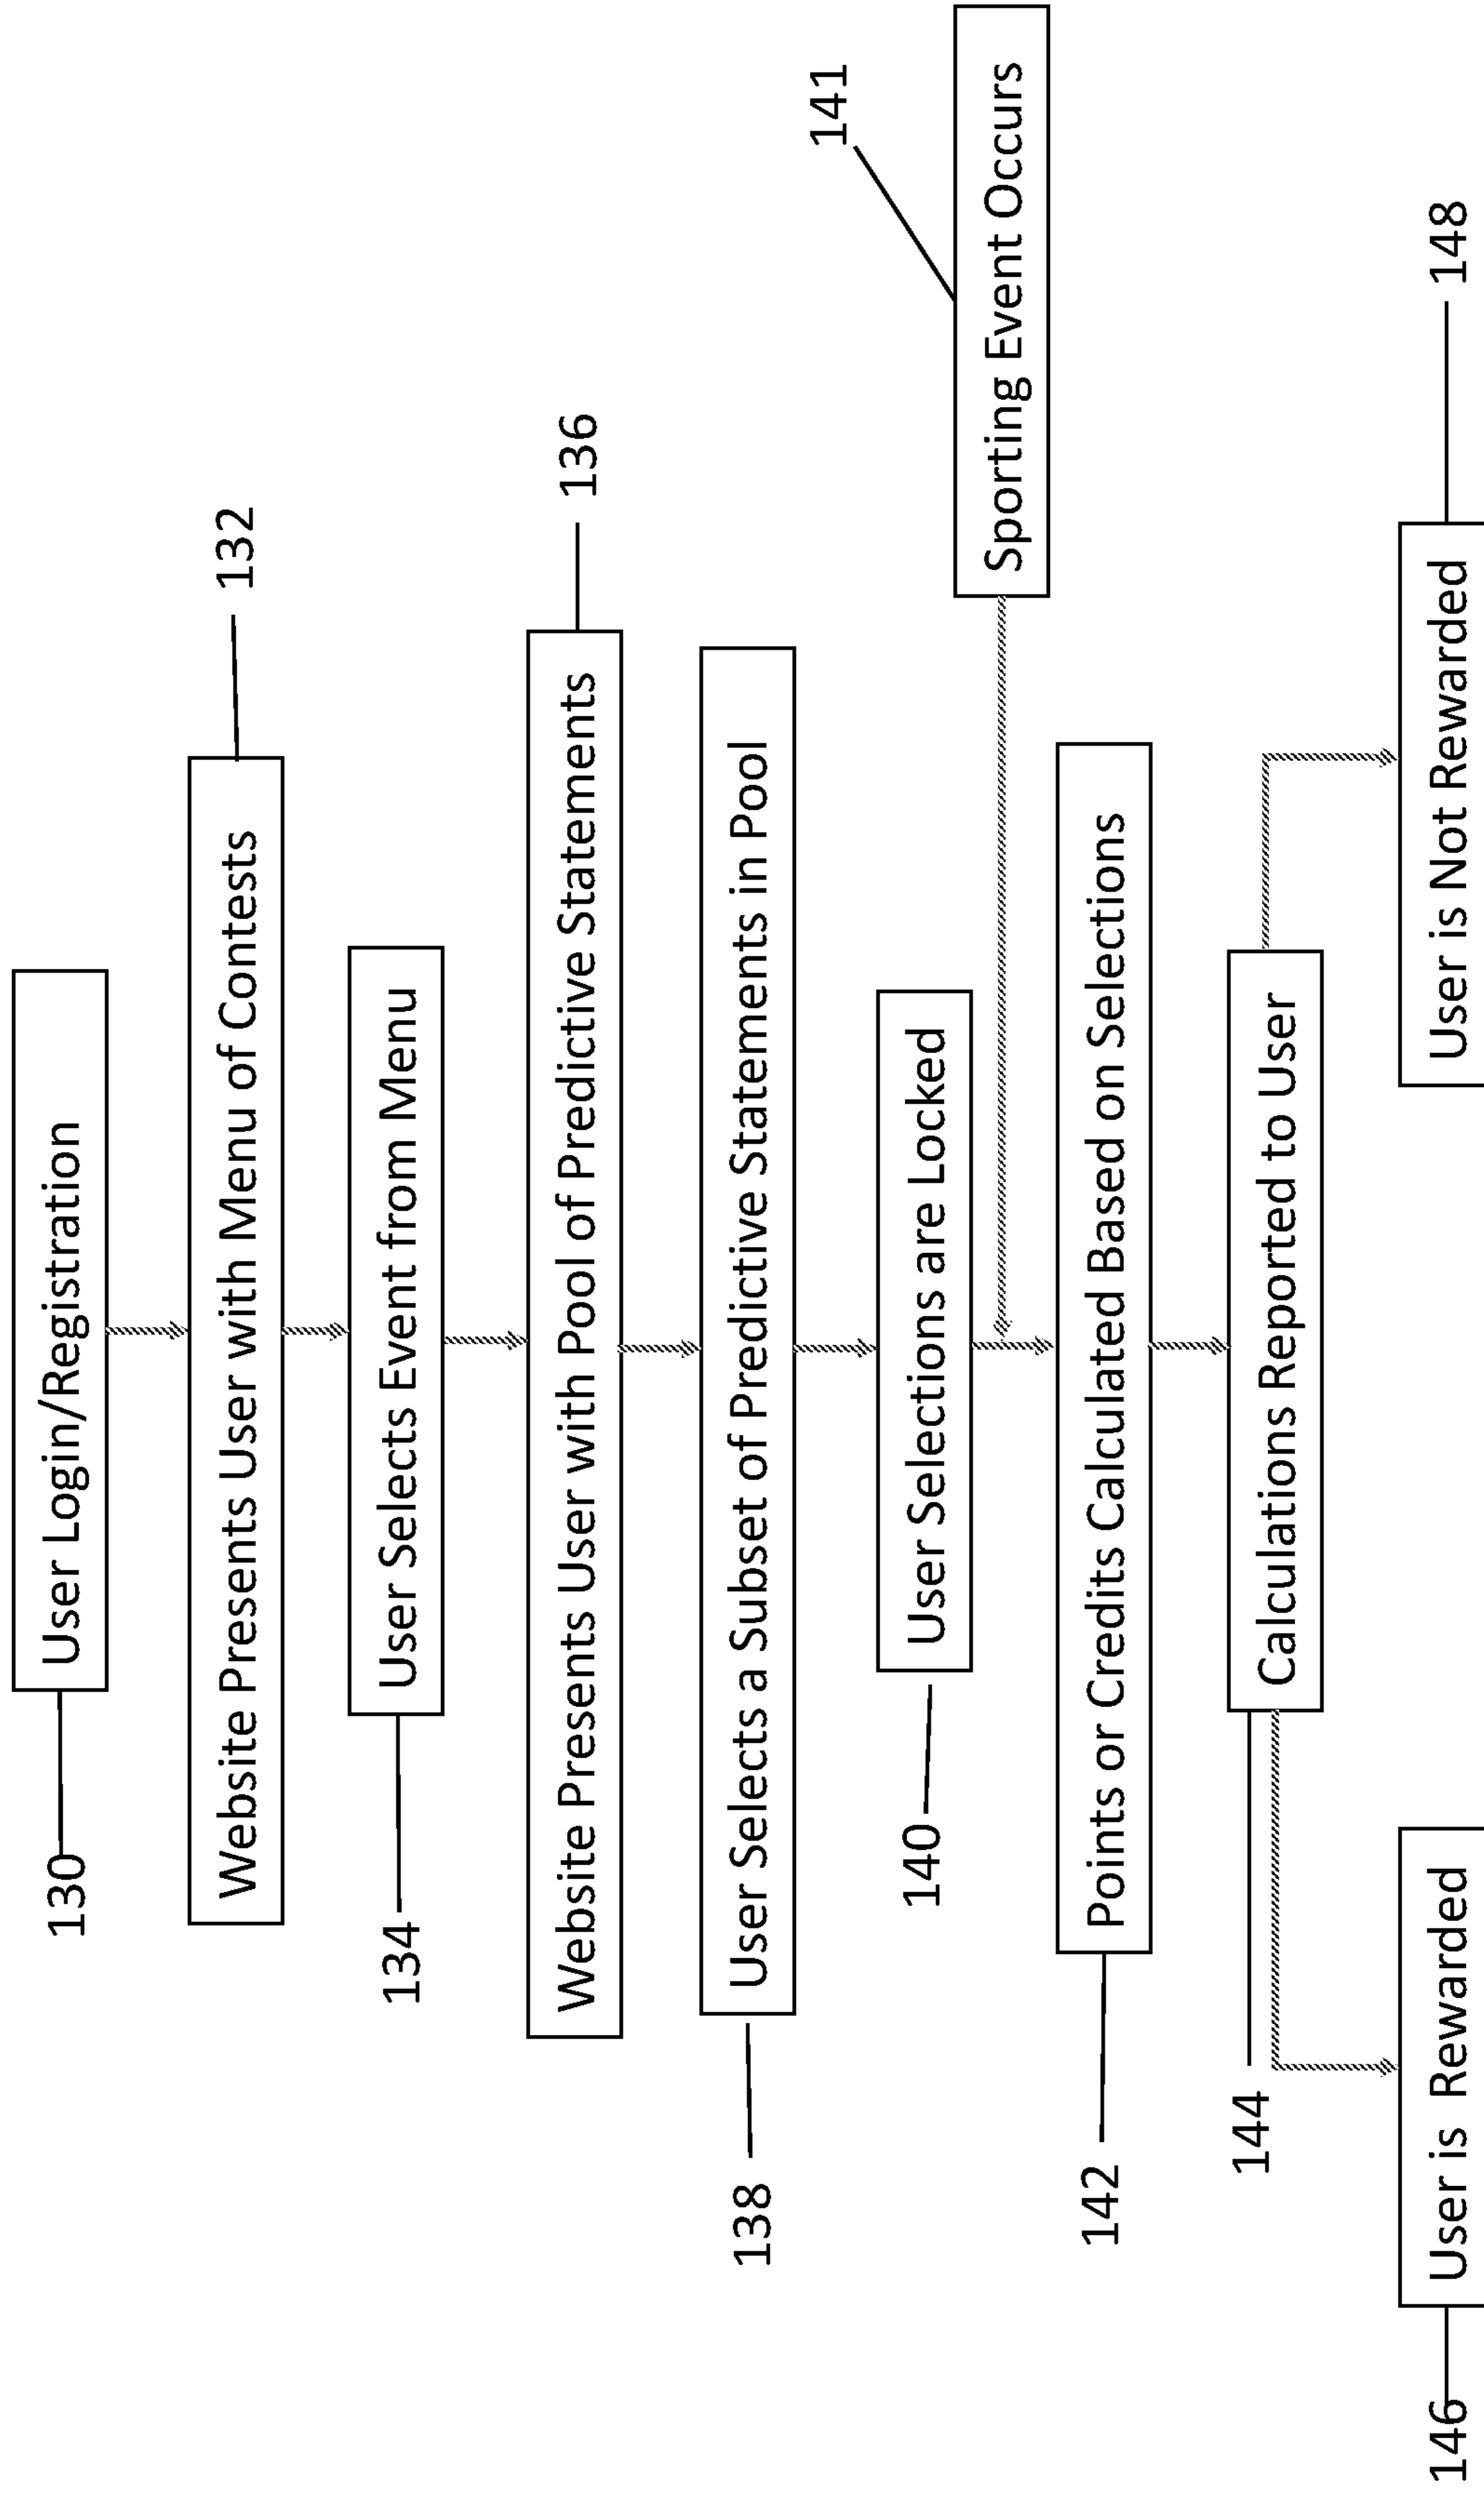 130
User Login/Registration
Website Presents User with Menu of Contests
132
134
User Selects Event from Menu
Website Presents User with Pool of Predictive Statements
136
138
User Selects a Subset of Predictive Statements in Pool
140
User Selections are Locked
141
Sporting Event Occurs
142
Points or Credits Calculated Based on Selections
144
Calculations Reported to User
146
User is Rewarded
User is Not Rewarded
148